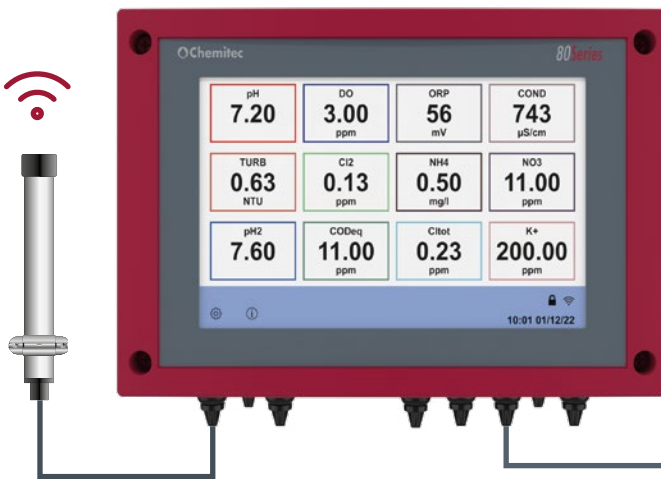 Chemitec
80Series
pH
7.20
DO
3.00
ppm
ORP
56
mV
COND
743
µS/cm
TURB
0.63
NTU
Cl2
0.13
ppm
NH4
0.50
mg/l
NO3
11.00
ppm
pH2
7.60
CODeq
11.00
ppm
Cltot
0.23
ppm
K+
200.00
ppm
10:01 01/12/22